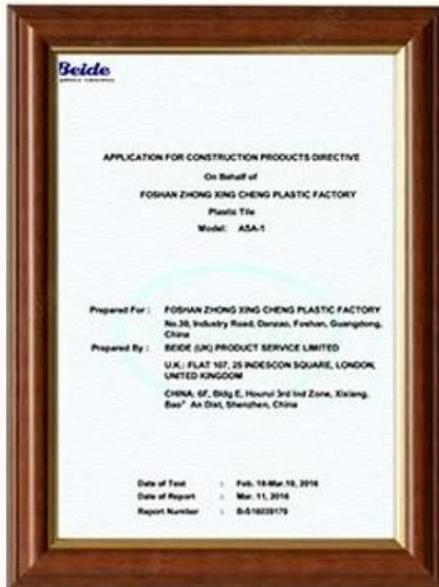 Beide
APPLICATION FOR CONSTRUCTION PRODUCTS DIRECTIVE
On Behalf of
FOSHAN ZHONG XING CHENG PLASTIC FACTORY
Plastic Tile
Model: ASA-1
Prepared For : FOSHAN ZHONG XING CHENG PLASTIC FACTORY
No.30, Industry Road, Danzao, Foshan, Guangdong,
China
Prepared By : BEIDE (UK) PRODUCT SERVICE LIMITED
U.K.: FLAT 107, 25 INDESCON SQUARE, LONDON,
UNITED KINGDOM
CHINA: 6F, Bldg E, Hourui 3rd Ind Zone, Xixiang,
Bao" An Dist, Shenzhen, China
Date of Test : Feb. 18-Mar.10, 2016
Date of Report : Mar. 11, 2016
Report Number :